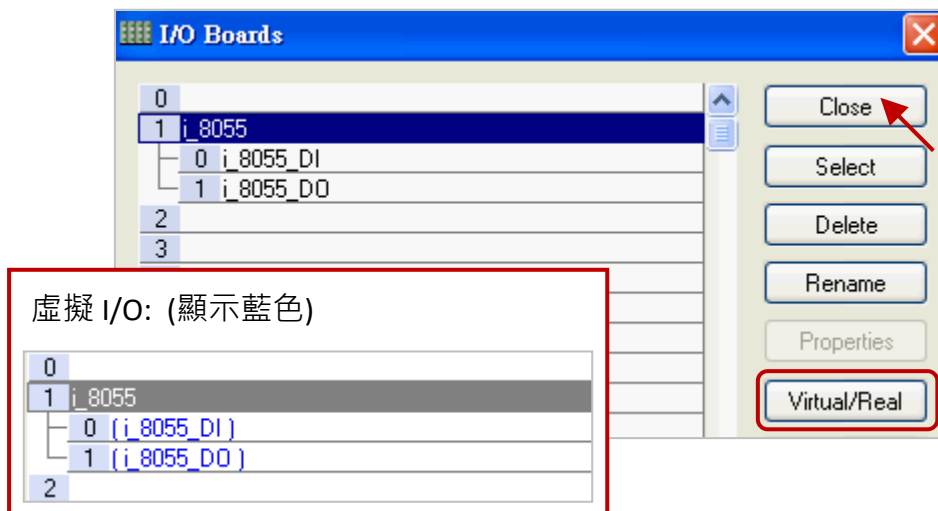 I/O Boards
0
1 i_8055
0 i_8055_DI
1 i_8055_DO
2
3
Close
Select
Delete
Rename
Properties
Virtual/Real
虛擬 I/O: (顯示藍色)
0
1 i_8055
0 ( i_8055_DI )
1 ( i_8055_DO )
2